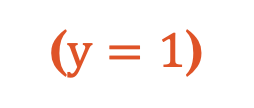 (y = 1)